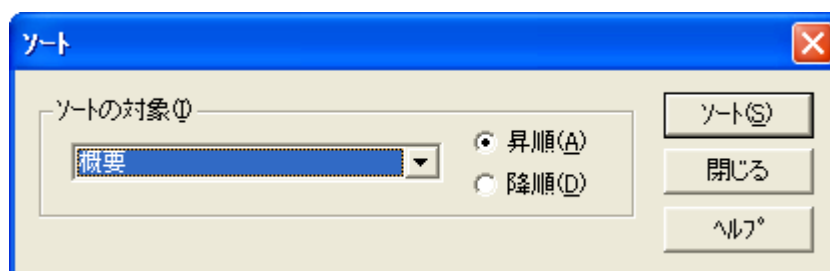 ソート
ソートの対象(I)
概要
昇順(A)
降順(D)
ソート(S)
閉じる
ヘルプ